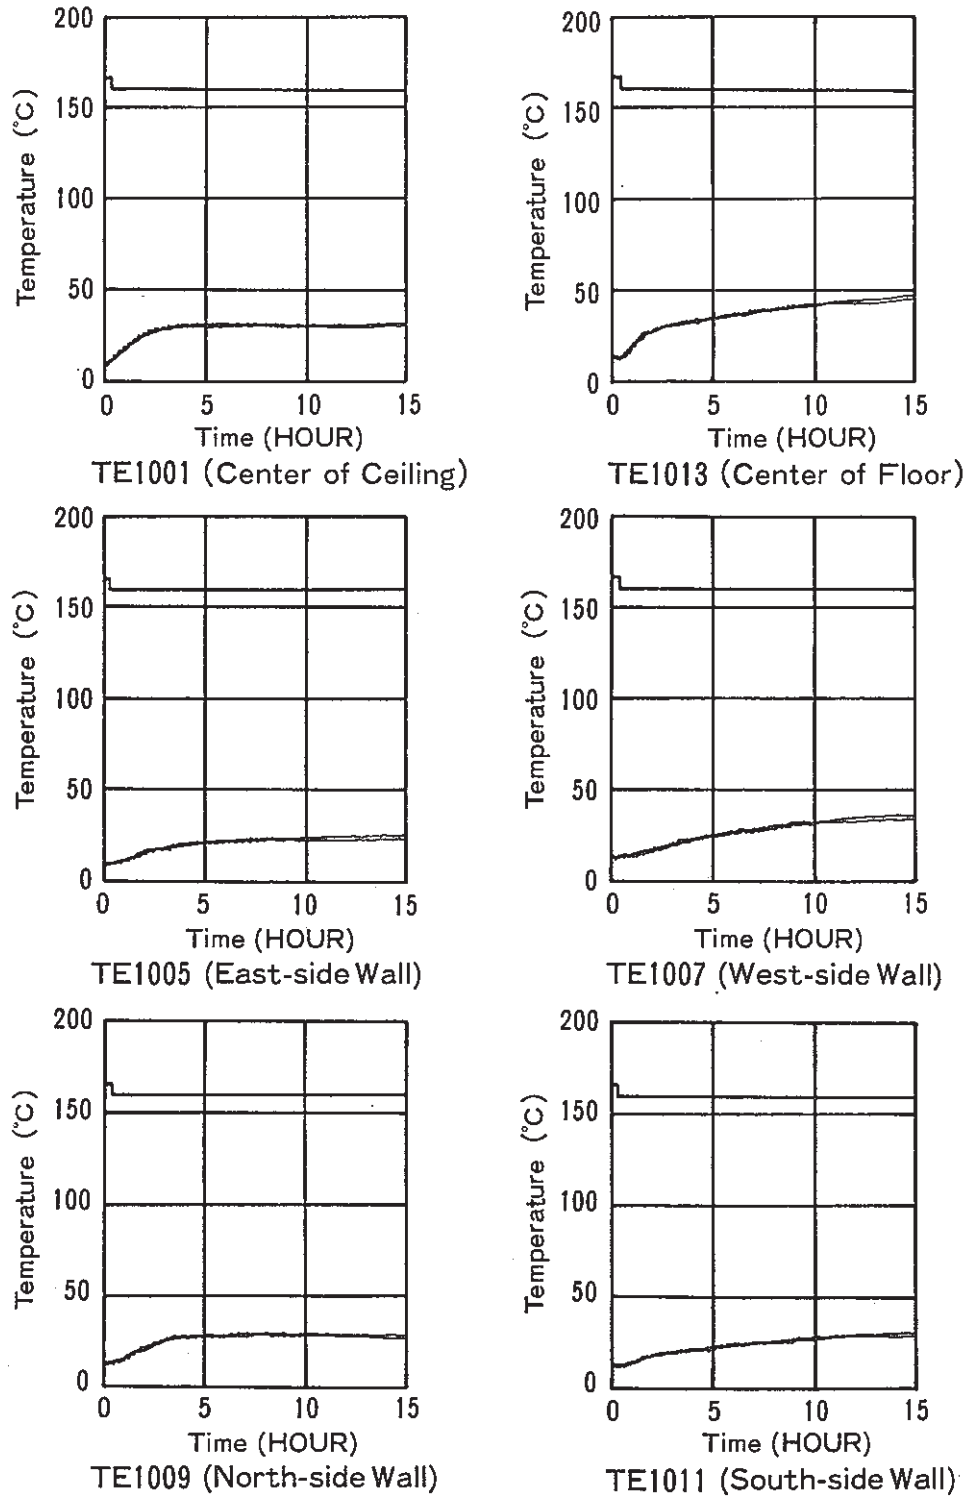 200
150
100
50
0
Temperature (°C)
0 5 10 15
Time (HOUR)
TE1001 (Center of Ceiling)
200
150
100
50
0
Temperature (°C)
0 5 10 15
Time (HOUR)
TE1013 (Center of Floor)
200
150
100
50
0
Temperature (°C)
0 5 10 15
Time (HOUR)
TE1005 (East-side Wall)
200
150
100
50
0
Temperature (°C)
0 5 10 15
Time (HOUR)
TE1007 (West-side Wall)
200
150
100
50
0
Temperature (°C)
0 5 10 15
Time (HOUR)
TE1009 (North-side Wall)
200
150
100
50
0
Temperature (°C)
0 5 10 15
Time (HOUR)
TE1011 (South-side Wall)